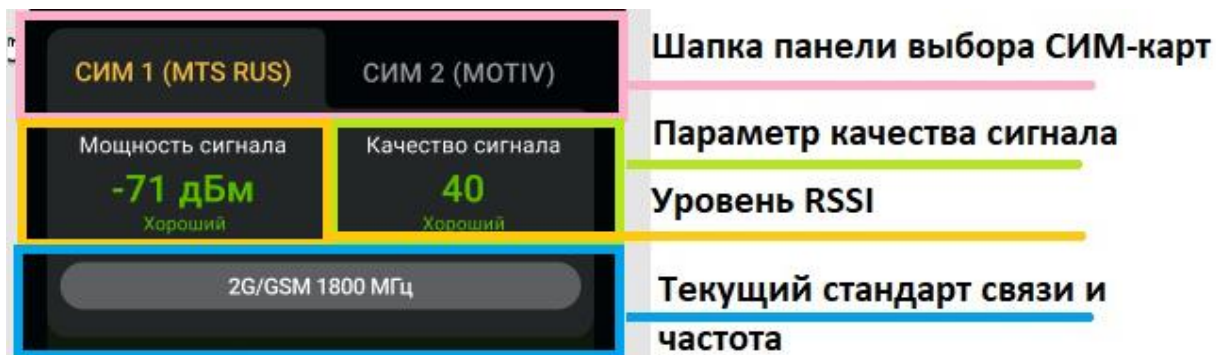 СИМ 1 (MTS RUS) СИМ 2 (MOTIV)
Шапка панели выбора СИМ-карт
Мощность сигнала Качество сигнала
Параметр качества сигнала
-71 дБм 40
Хороший Хороший
Уровень RSSI
2G/GSM 1800 МГц
Текущий стандарт связи и
частота